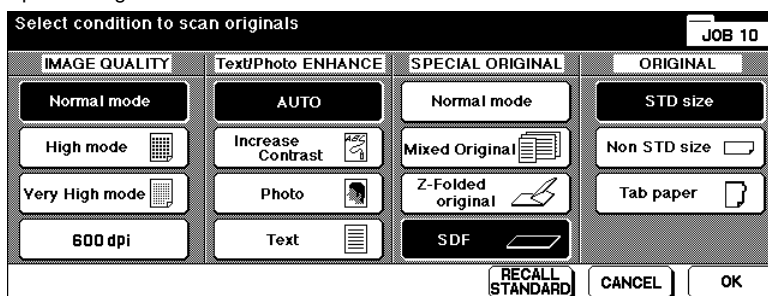 Select condition to scan originals
JOB 10
IMAGE QUALITY
Text/Photo ENHANCE
SPECIAL ORIGINAL
ORIGINAL
Normal mode
AUTO
Normal mode
STD size
High mode
Increase
Contrast
ABC
Mixed Original
Non STD size
Very High mode
Photo
Z-Folded
original
Tab paper
600 dpi
Text
SDF
RECALL
STANDARD
CANCEL
OK